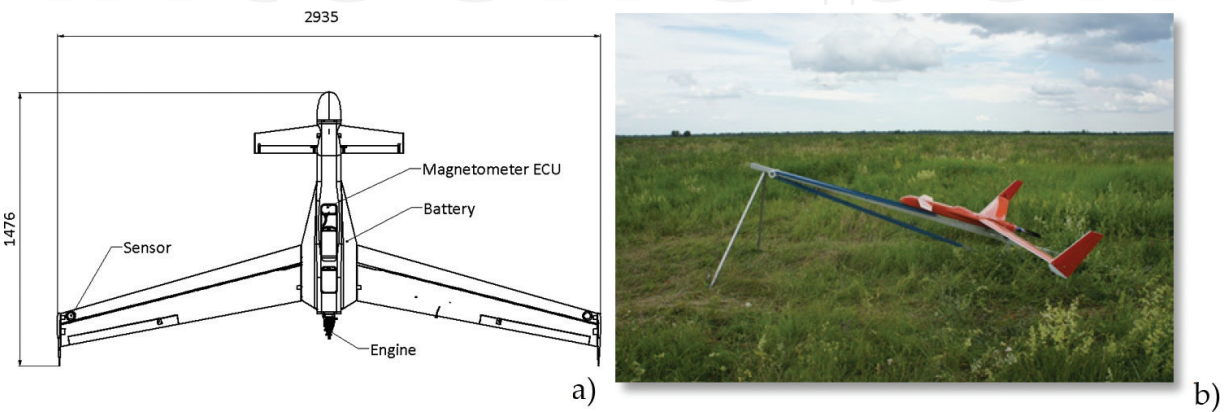 2935
1476
Magnetometer ECU
Battery
Sensor
Engine
a)
b)